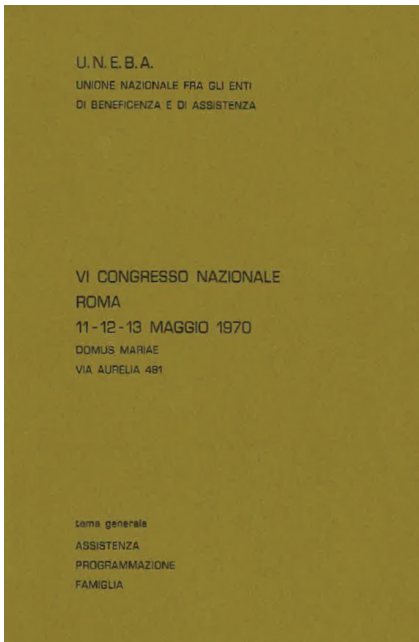 U.N.E.B.A.
UNIONE NAZIONALE FRA GLI ENTI
DI BENEFICENZA E DI ASSISTENZA
VI CONGRESSO NAZIONALE
ROMA
11-12-13 MAGGIO 1970
DOMUS MARIAE
VIA AURELIA 481
tema generale
ASSISTENZA
PROGRAMMAZIONE
FAMIGLIA